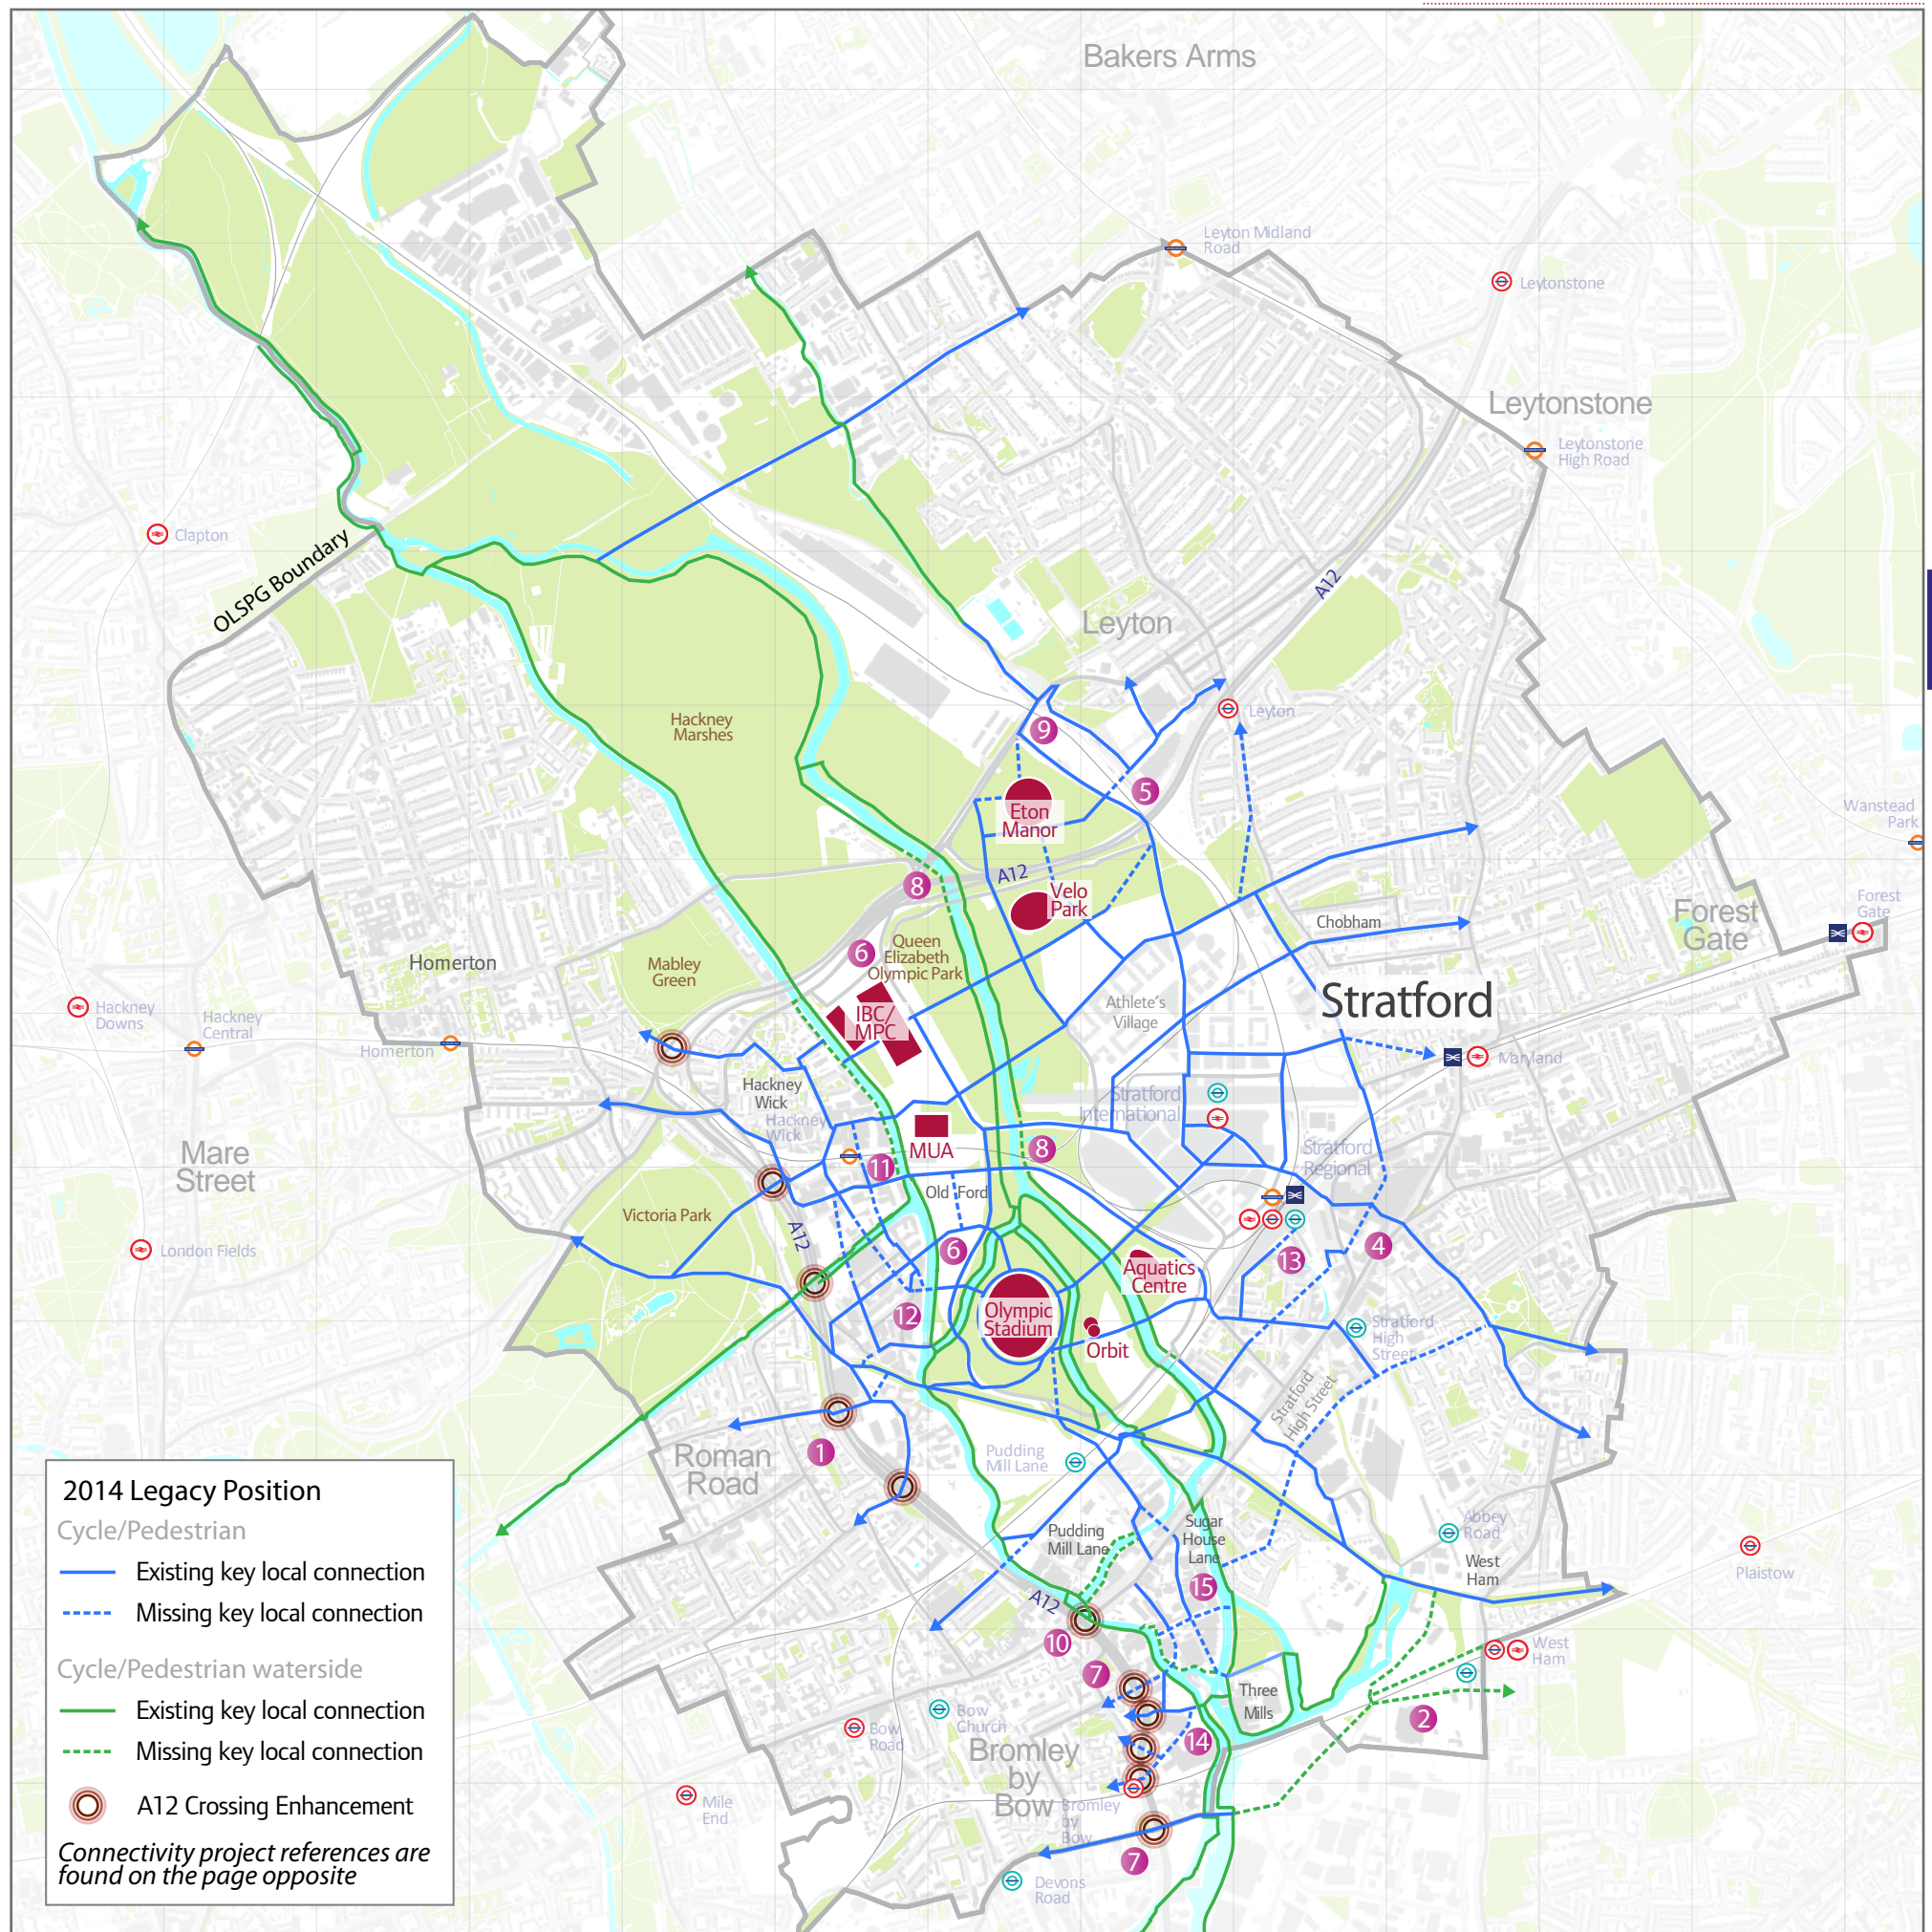 Bakers Arms
Leyton Midland
Road
Leytonstone
Leytonstone
Leytonstone
High Road
Clapton
OLSPG Boundary
A12
Leyton
Hackney
Marshes
Leyton
9
5
Eton
Manor
Wanstead
Park
8
A12
Velo
Park
Forest
Gate
Forest
Gate
Chobham
6
Queen
Elizabeth
Olympic Park
Homerton
Mabley
Green
Hackney
Downs
Hackney
Central
Homerton
IBC/
MPC
Athlete's
Village
Stratford
Maryland
Hackney
Wick
Hackney
Wick
Stratford
International
MUA
8
Mare
Street
11
Stratford
Regional
Old Ford
Victoria Park
A12
London Fields
6
13
4
Aquatics
Centre
12
Olympic
Stadium
Orbit
Stratford
High
Street
Stratford
High Street
1
Roman
Road
Pudding
Mill Lane
Pudding
Mill Lane
Sugar
House
Lane
Abbey
Road
West
Ham
Plaistow
15
A12
10
7
West
Ham
Three
Mills
2
Bow
Church
Bow
Road
14
Bromley
by
Bow
Bromley
by
Bow
Mile
End
7
Devons
Road
2014 Legacy Position
Cycle/Pedestrian
Existing key local connection
Missing key local connection
Cycle/Pedestrian waterside
Existing key local connection
Missing key local connection
A12 Crossing Enhancement
Connectivity project references are
found on the page opposite